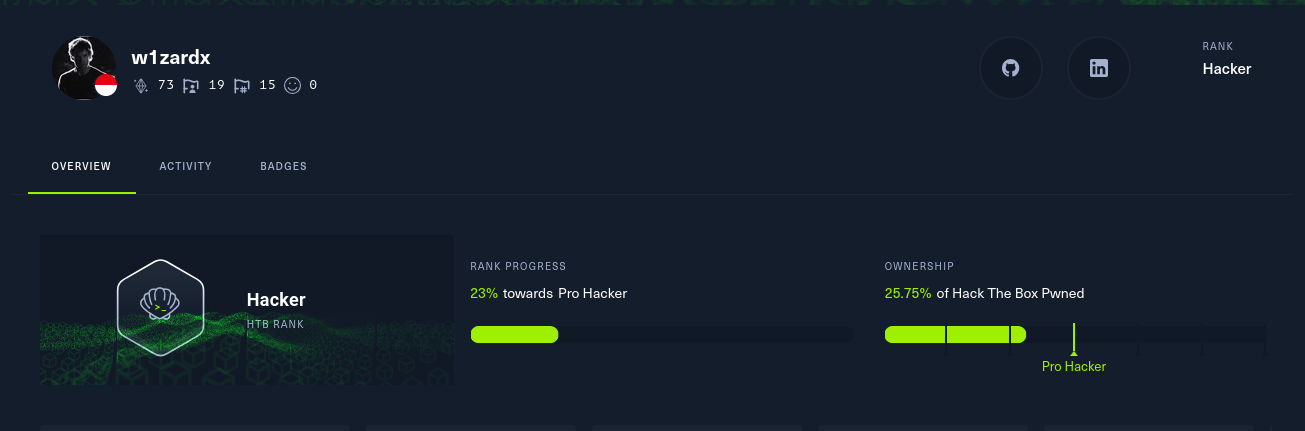 w1zardx
73 19 15 0
RANK
Hacker
OVERVIEW ACTIVITY BADGES
>_
Hacker
HTB RANK
RANK PROGRESS
23% towards Pro Hacker
OWNERSHIP
25.75% of Hack The Box Pwned
Pro Hacker